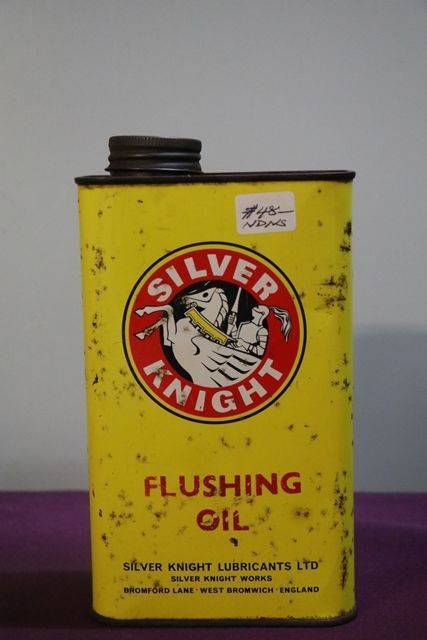 #48—
NDNS
SILVER
KNIGHT
FLUSHING
OIL
SILVER KNIGHT LUBRICANTS LTD
SILVER KNIGHT WORKS
BROMFORD LANE · WEST BROMWICH · ENGLAND